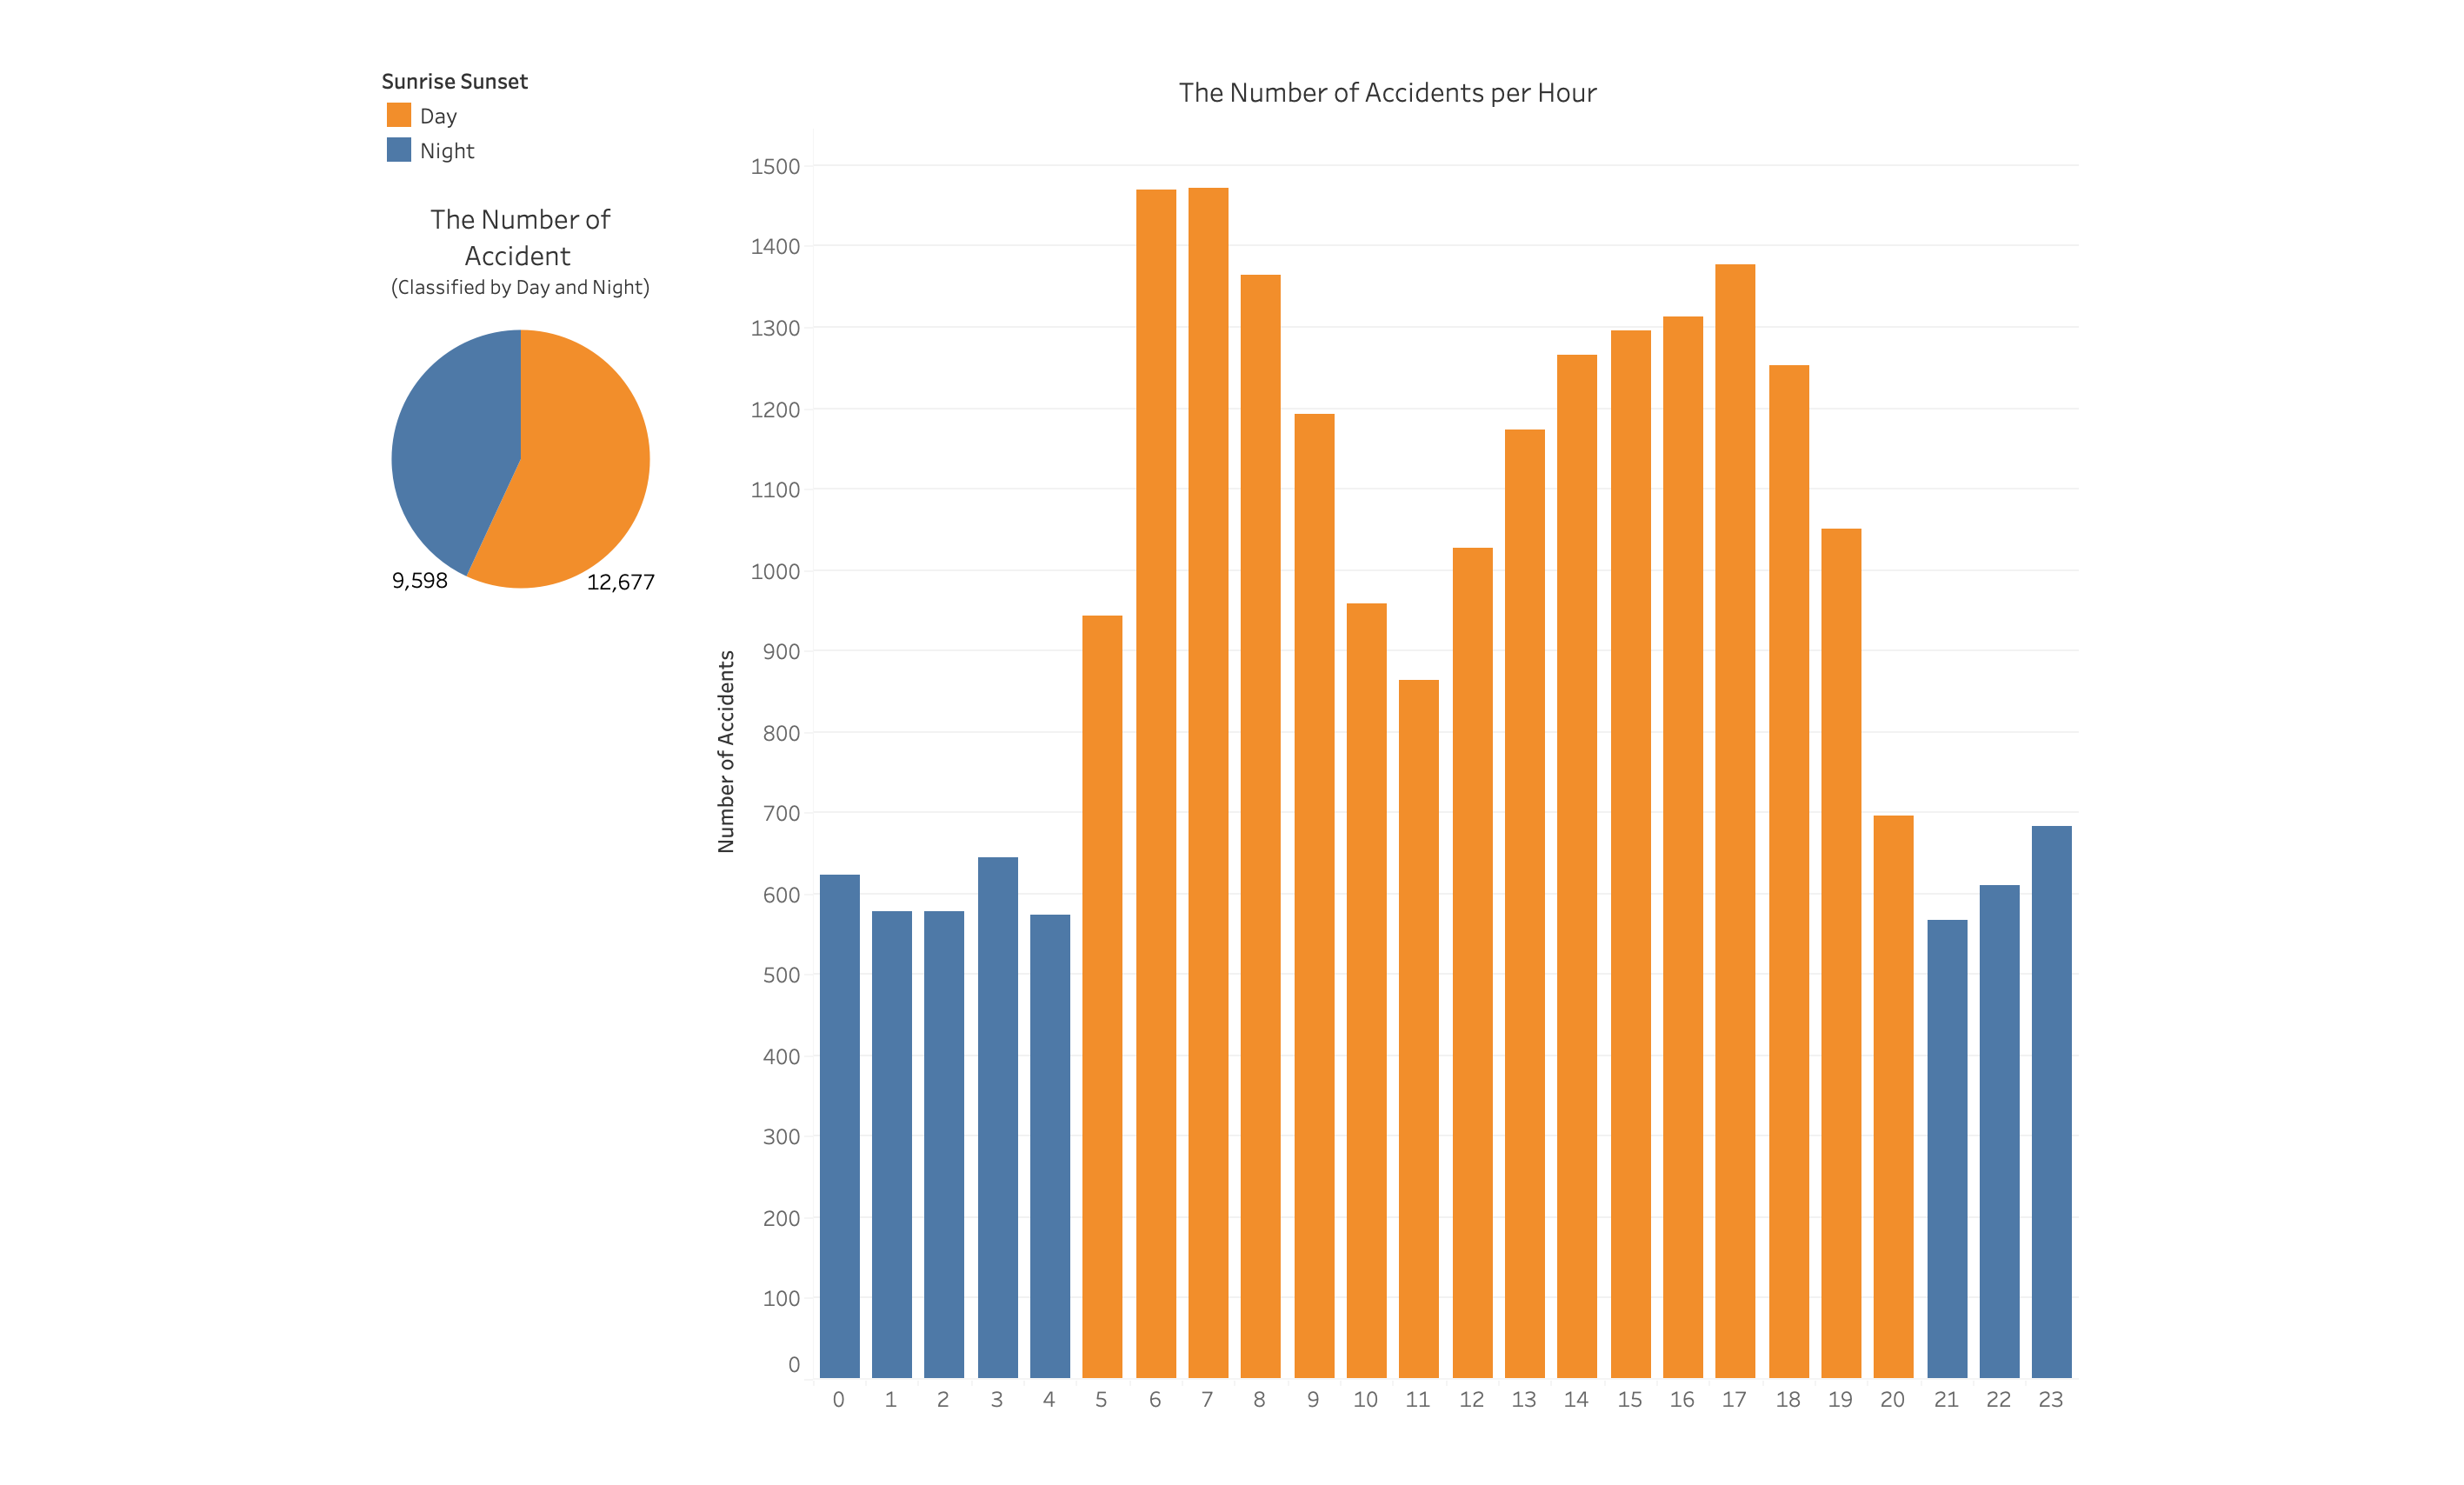 Sunrise Sunset
Day
Night
The Number of
Accident
(Classified by Day and Night)
9,598
12,677
The Number of Accidents per Hour
Number of Accidents
1500
1400
1300
1200
1100
1000
900
800
700
600
500
400
300
200
100
0
0 1 2 3 4 5 6 7 8 9 10 11 12 13 14 15 16 17 18 19 20 21 22 23